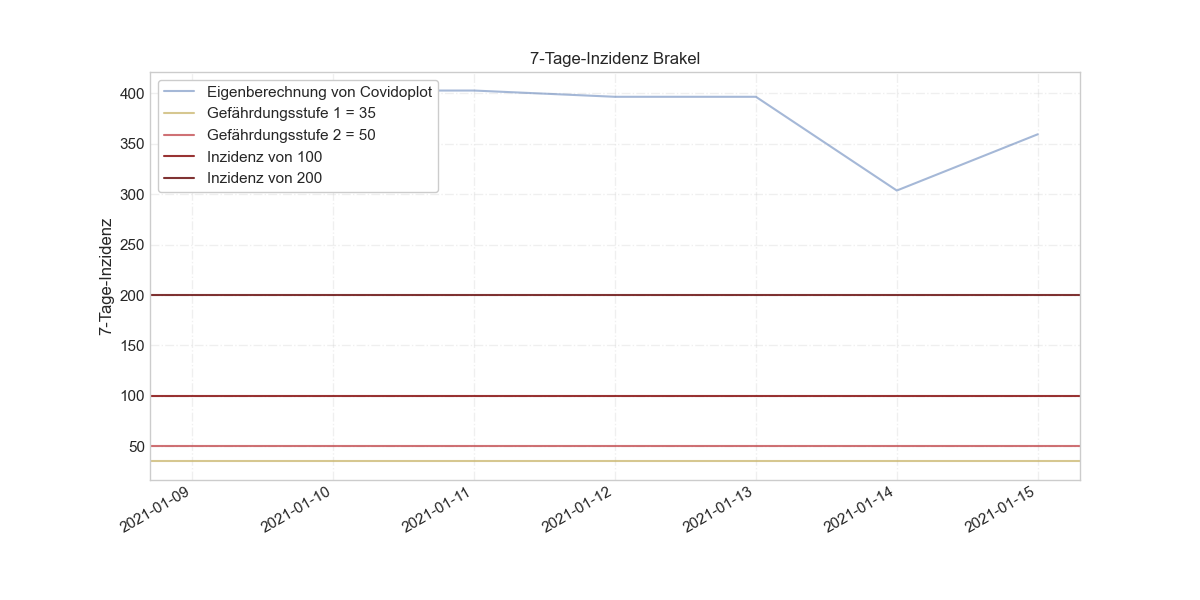 7-Tage-Inzidenz Brakel
Eigenberechnung von Covidoplot
Gefährdungsstufe 1 = 35
Gefährdungsstufe 2 = 50
Inzidenz von 100
Inzidenz von 200
7-Tage-Inzidenz
400
350
300
250
200
150
100
50
2021-01-09
2021-01-10
2021-01-11
2021-01-12
2021-01-13
2021-01-14
2021-01-15